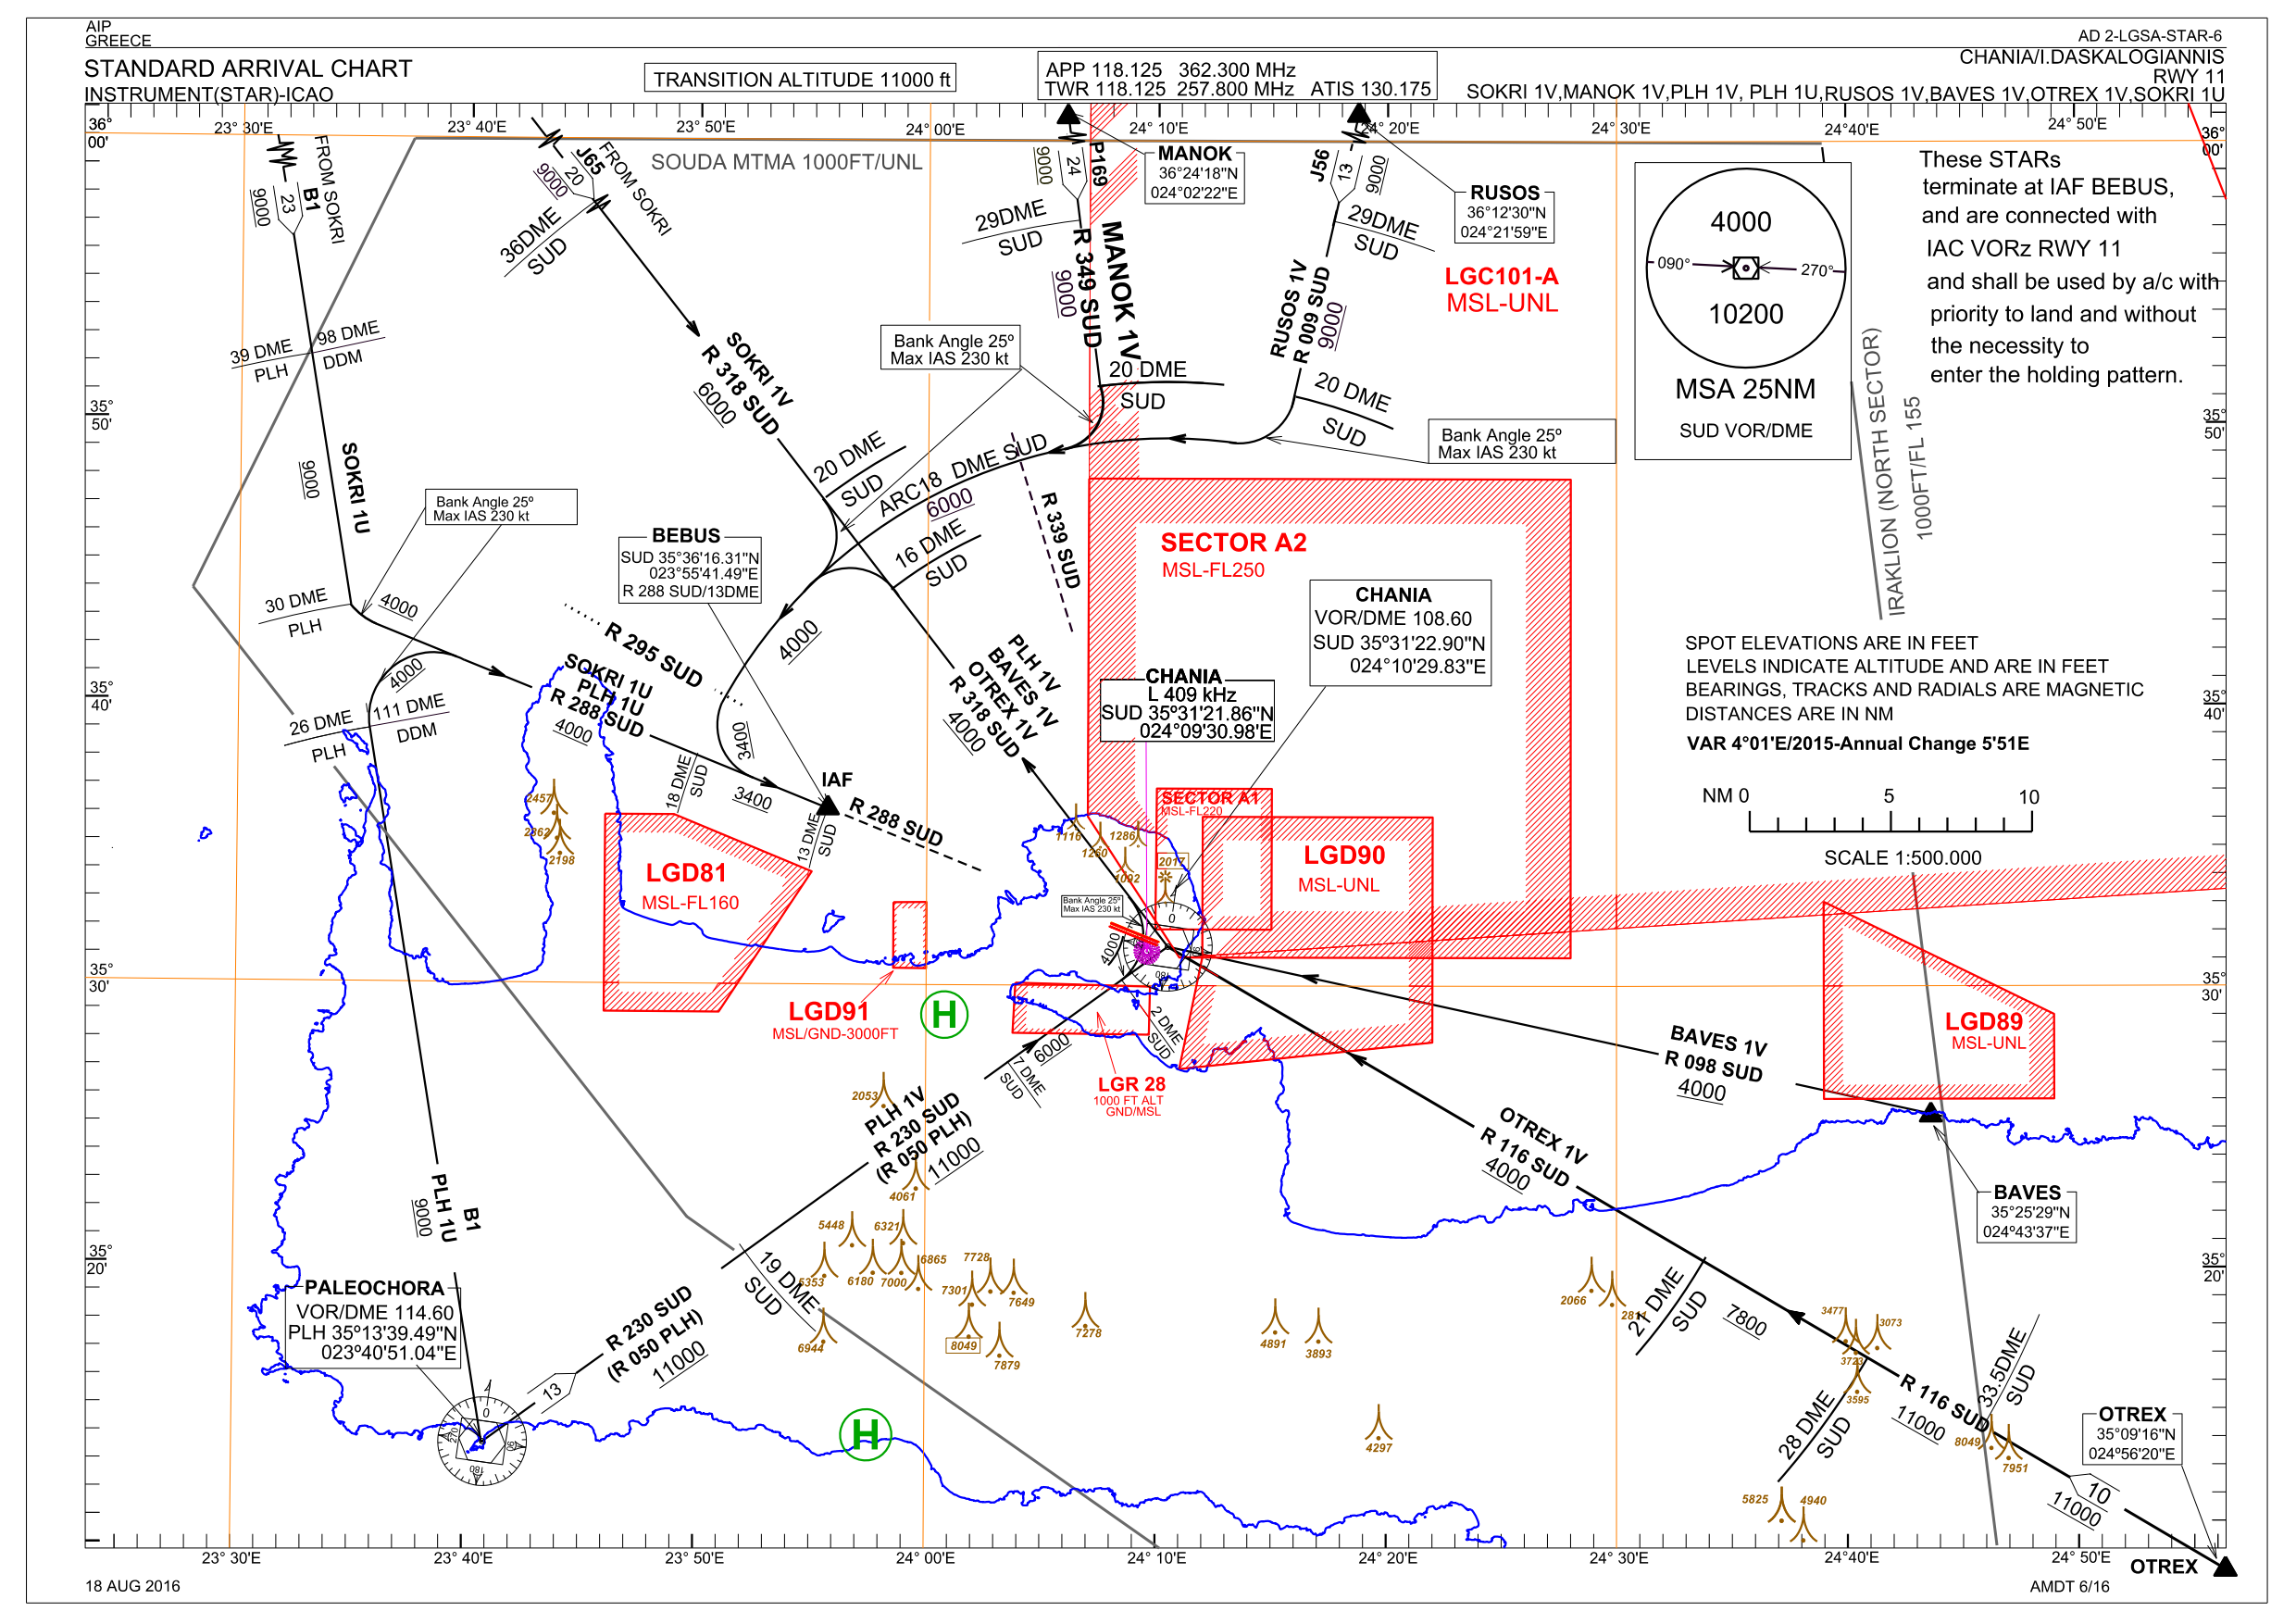 AIP
GREECE
AD 2-LGSA-STAR-6
STANDARD ARRIVAL CHART
INSTRUMENT(STAR)-ICAO
TRANSITION ALTITUDE 11000 ft
APP 118.125 362.300 MHz
TWR 118.125 257.800 MHz ATIS 130.175
CHANIA/I.DASKALOGIANNIS
RWY 11
SOKRI 1V,MANOK 1V,PLH 1V, PLH 1U,RUSOS 1V,BAVES 1V,OTREX 1V,SOKRI 1U
36°
00'
23° 30'E
23° 40'E
23° 50'E
24° 00'E
24° 10'E
24° 20'E
24° 30'E
24° 40'E
24° 50'E
36°
00'
SOUDA MTMA 1000FT/UNL
FROM SOKRI
B1
23
9000
J65
20
9000
FROM SOKRI
36DME
SUD
P169
24
9000
MANOK
36°24'18"N
024°02'22"E
J56
13
9000
RUSOS
36°12'30"N
024°21'59"E
29DME
SUD
29DME
SUD
MANOK 1V
R 349 SUD
9000
RUSOS 1V
R 009 SUD
9000
LGC101-A
MSL-UNL
4000
090°
270°
10200
MSA 25NM
SUD VOR/DME
These STARs
terminate at IAF BEBUS,
and are connected with
IAC VORz RWY 11
and shall be used by a/c with
priority to land and without
the necessity to
enter the holding pattern.
IRAKLION (NORTH SECTOR)
1000FT/FL 155
39 DME
PLH
98 DME
DDM
SOKRI 1V
R 318 SUD
6000
Bank Angle 25º
Max IAS 230 kt
20 DME
SUD
20 DME
SUD
20 DME
SUD
Bank Angle 25º
Max IAS 230 kt
35°
50'
35°
50'
SOKRI 1U
9000
Bank Angle 25º
Max IAS 230 kt
ARC18 DME SUD
6000
16 DME
SUD
R 339 SUD
BEBUS
SUD 35°36'16.31"N
023°55'41.49"E
R 288 SUD/13DME
SECTOR A2
MSL-FL250
CHANIA
VOR/DME 108.60
SUD 35º31'22.90"N
024º10'29.83"E
30 DME
PLH
4000
4000
R 295 SUD
4000
SPOT ELEVATIONS ARE IN FEET
LEVELS INDICATE ALTITUDE AND ARE IN FEET
BEARINGS, TRACKS AND RADIALS ARE MAGNETIC
DISTANCES ARE IN NM
VAR 4°01'E/2015-Annual Change 5'51E
35°
40'
35°
40'
26 DME
PLH
111 DME
DDM
SOKRI 1U
PLH 1U
R 288 SUD
4000
3400
PLH 1V
BAVES 1V
OTREX 1V
R 318 SUD
4000
CHANIA
L 409 kHz
SUD 35º31'21.86"N
024º09'30.98'E
NM 0
5
10
SCALE 1:500.000
18 DME
SUD
3400
IAF
R 288 SUD
13 DME
SUD
2457
2362
2198
1116
1260
1286
1092
2017
SECTOR A1
MSL-FL220
LGD81
MSL-FL160
LGD90
MSL-UNL
Bank Angle 25º
Max IAS 230 kt
0
4000
35°
30'
35°
30'
LGD91
MSL/GND-3000FT
H
2 DME
SUD
LGR 28
1000 FT ALT
GND/MSL
6000
7 DME
SUD
LGD89
MSL-UNL
BAVES 1V
R 098 SUD
4000
2053
PLH 1V
R 230 SUD
(R 050 PLH)
11000
OTREX 1V
R 116 SUD
4000
BAVES
35°25'29"N
024°43'37"E
B1
PLH 1U
9000
4061
5448
6321
5353
6180
7000
6865
7728
7301
7649
8049
7879
6944
7278
4891
3893
4297
35°
20'
35°
20'
19 DME
SUD
PALEOCHORA
VOR/DME 114.60
PLH 35º13'39.49"N
023º40'51.04"E
R 230 SUD
(R 050 PLH)
11000
13
0
270
180
H
2066
21 DME
SUD
7800
3477
3073
3723
3595
28 DME
SUD
33.5DME
SUD
R 116 SUD
11000
8049
7951
5825
4940
10
11000
OTREX
35°09'16"N
024º56'20"E
OTREX
23° 30'E
23° 40'E
23° 50'E
24° 00'E
24° 10'E
24° 20'E
24° 30'E
24°40'E
24° 50'E
18 AUG 2016
AMDT 6/16